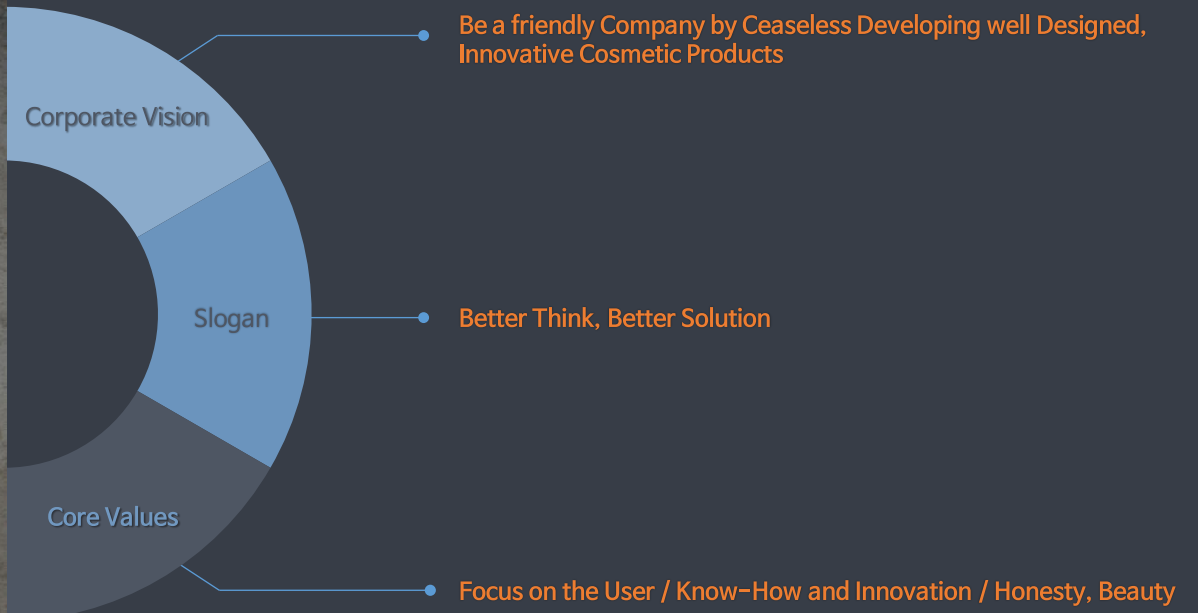 Be a friendly Company by Ceaseless Developing well Designed,
Innovative Cosmetic Products
Corporate Vision
Slogan
Better Think, Better Solution
Core Values
Focus on the User / Know-How and Innovation / Honesty, Beauty